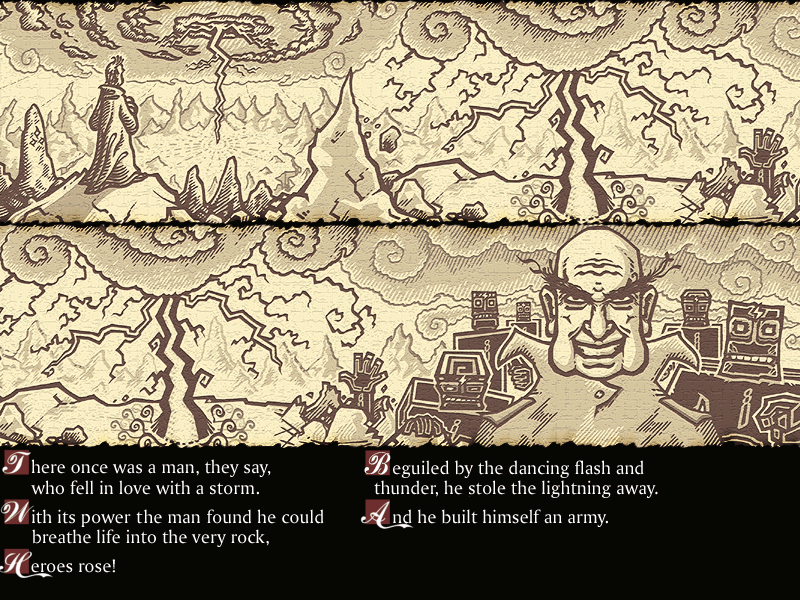 There once was a man, they say,
who fell in love with a storm.
Beguiled by the dancing flash and
thunder, he stole the lightning away.
With its power the man found he could
breathe life into the very rock,
And he built himself an army.
Heroes rose!